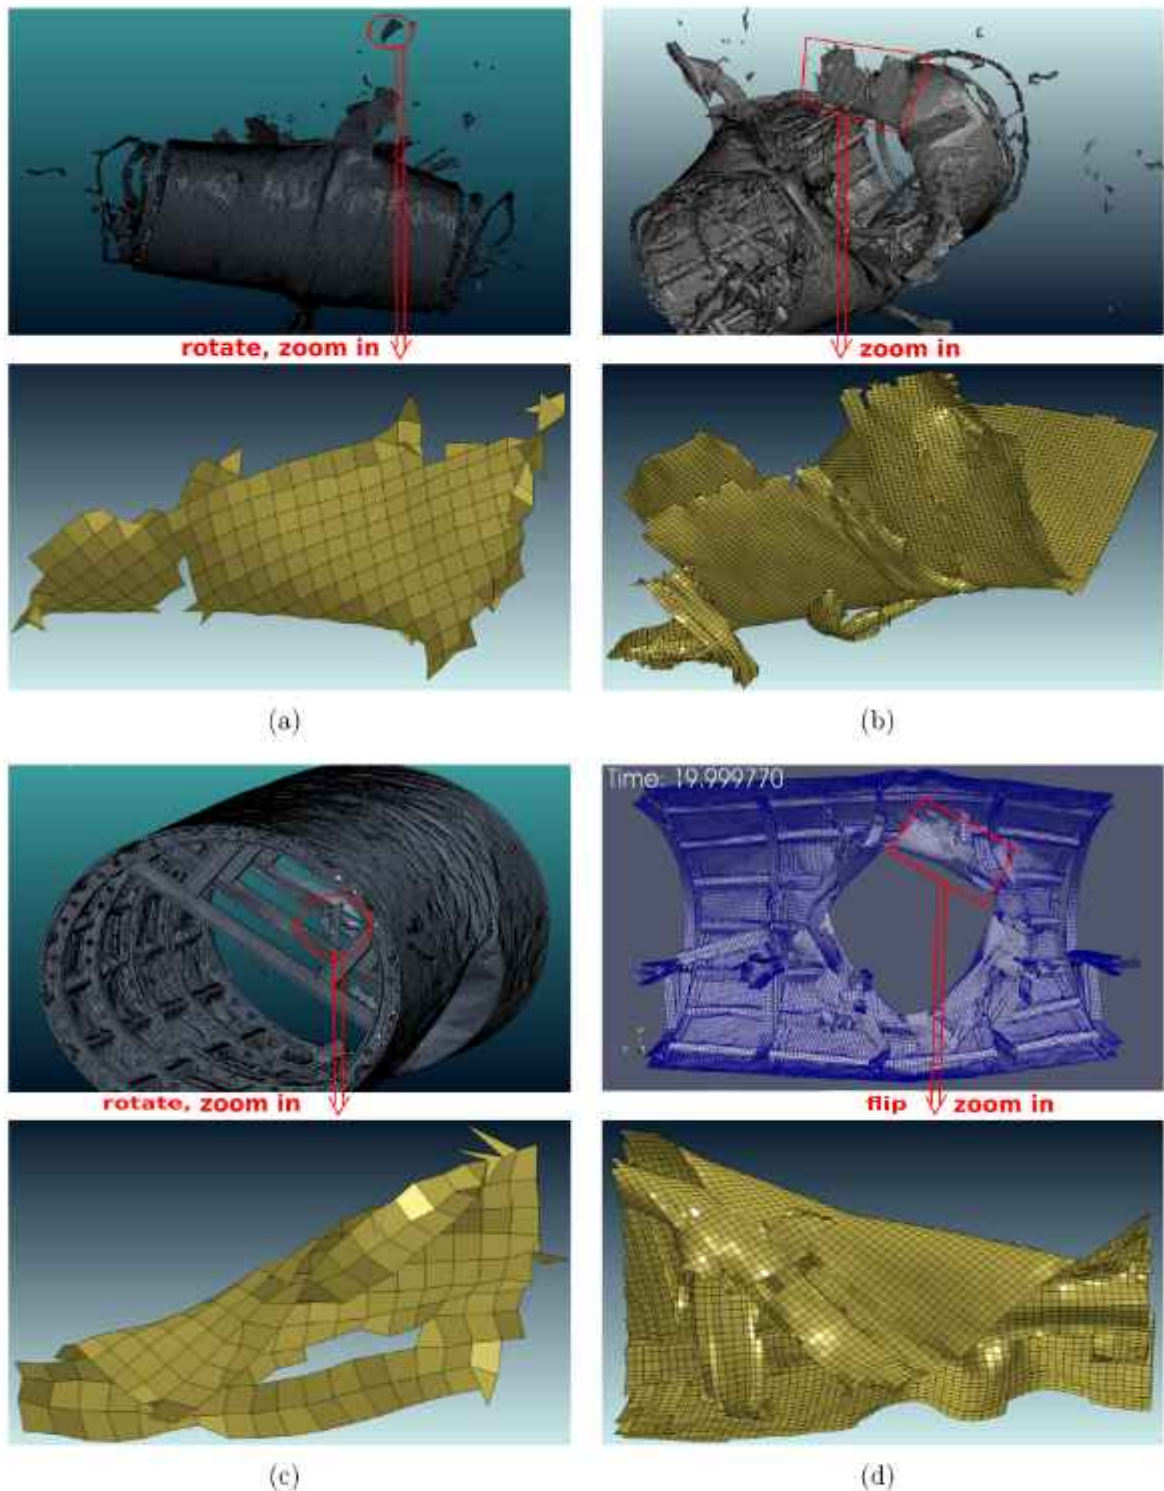 rotate, zoom in
zoom in
(a)
(b)
Time: 19.999770
rotate, zoom in
flip zoom in
(c)
(d)